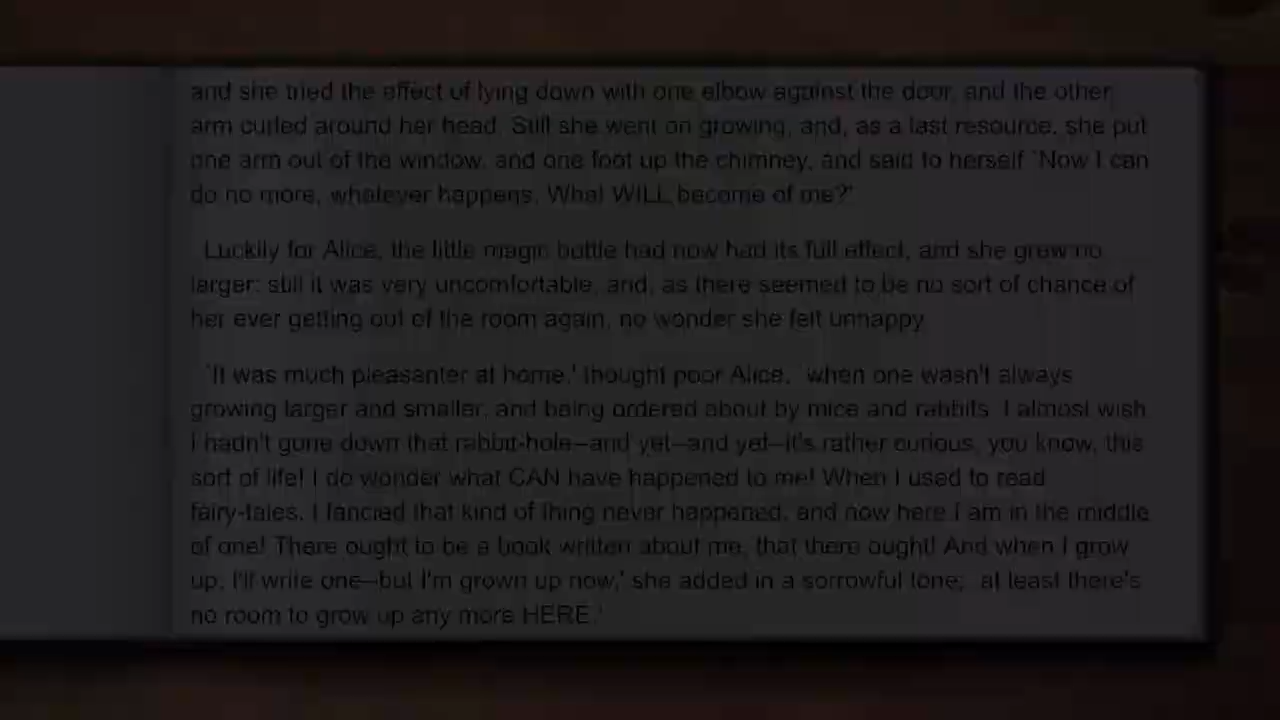 and she tried the effect of lying down with one elbow against the door, and the other
arm curled around her head. Still she went on growing, and, as a last resource, she put
one arm out of the window, and one foot up the chimney, and said to herself `Now I can
do no more, whatever happens. What WILL become of me?'
Luckily for Alice, the little magic bottle had now had its full effect, and she grew no
larger: still it was very uncomfortable, and, as there seemed to be no sort of chance of
her ever getting out of the room again, no wonder she felt unhappy.
`It was much pleasanter at home,' thought poor Alice, `when one wasn't always
growing larger and smaller, and being ordered about by mice and rabbits. I almost wish
I hadn't gone down that rabbit-hole—and yet—and yet—it's rather curious, you know, this
sort of life! I do wonder what CAN have happened to me! When I used to read
fairy-tales, I fancied that kind of thing never happened, and now here I am in the middle
of one! There ought to be a book written about me, that there ought! And when I grow
up, I'll write one—but I'm grown up now,' she added in a sorrowful tone; `at least there's
no room to grow up any more HERE.'